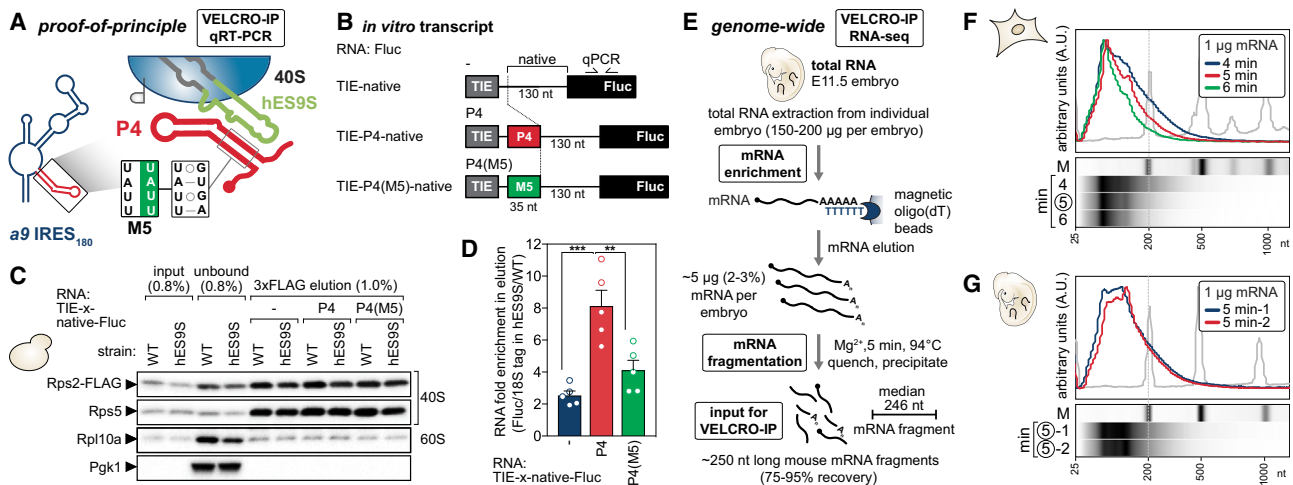 A proof-of-principle
VELCRO-IP
qRT-PCR
40S
hES9S
P4
U U
A A
U U
U U
M5
U G
A U
U G
U A
a9 IRES180
B in vitro transcript
RNA: Fluc
-
native
qPCR
TIE-native
TIE
130 nt
Fluc
P4
TIE-P4-native
TIE
P4
130 nt
Fluc
P4(M5)
TIE-P4(M5)-native
TIE
M5
130 nt
Fluc
35 nt
C
input
(0.8%)
unbound
(0.8%)
3xFLAG elution (1.0%)
RNA:
TIE-x-
native-Fluc
- P4 P4(M5)
strain:
WT hES9S WT hES9S WT hES9S WT hES9S WT hES9S
Rps2-FLAG
Rps5
40S
Rpl10a
60S
Pgk1
D
RNA fold enrichment in elution
(Fluc/18S tag in hES9S/WT)
12
10
8
6
4
2
0
*** **
- P4 P4(M5)
RNA:
TIE-x-native-Fluc
E genome-wide
VELCRO-IP
RNA-seq
total RNA
E11.5 embryo
total RNA extraction from individual
embryo (150-200 µg per embryo)
mRNA
enrichment
mRNA
AAAAA
TTTTTT
magnetic
oligo(dT)
beads
mRNA elution
~5 µg (2-3%)
mRNA per
embryo
An
An
An
mRNA
fragmentation
Mg2+,5 min, 94°C
quench, precipitate
input for
VELCRO-IP
An
An
median
246 nt
mRNA fragment
~250 nt long mouse mRNA fragments
(75-95% recovery)
F
arbitrary units (A.U.)
1 µg mRNA
4 min
5 min
6 min
M
min
4
5
6
25 200 500 1000 nt
G
arbitrary units (A.U.)
1 µg mRNA
5 min-1
5 min-2
M
min
5-1
5-2
25 200 500 1000 nt